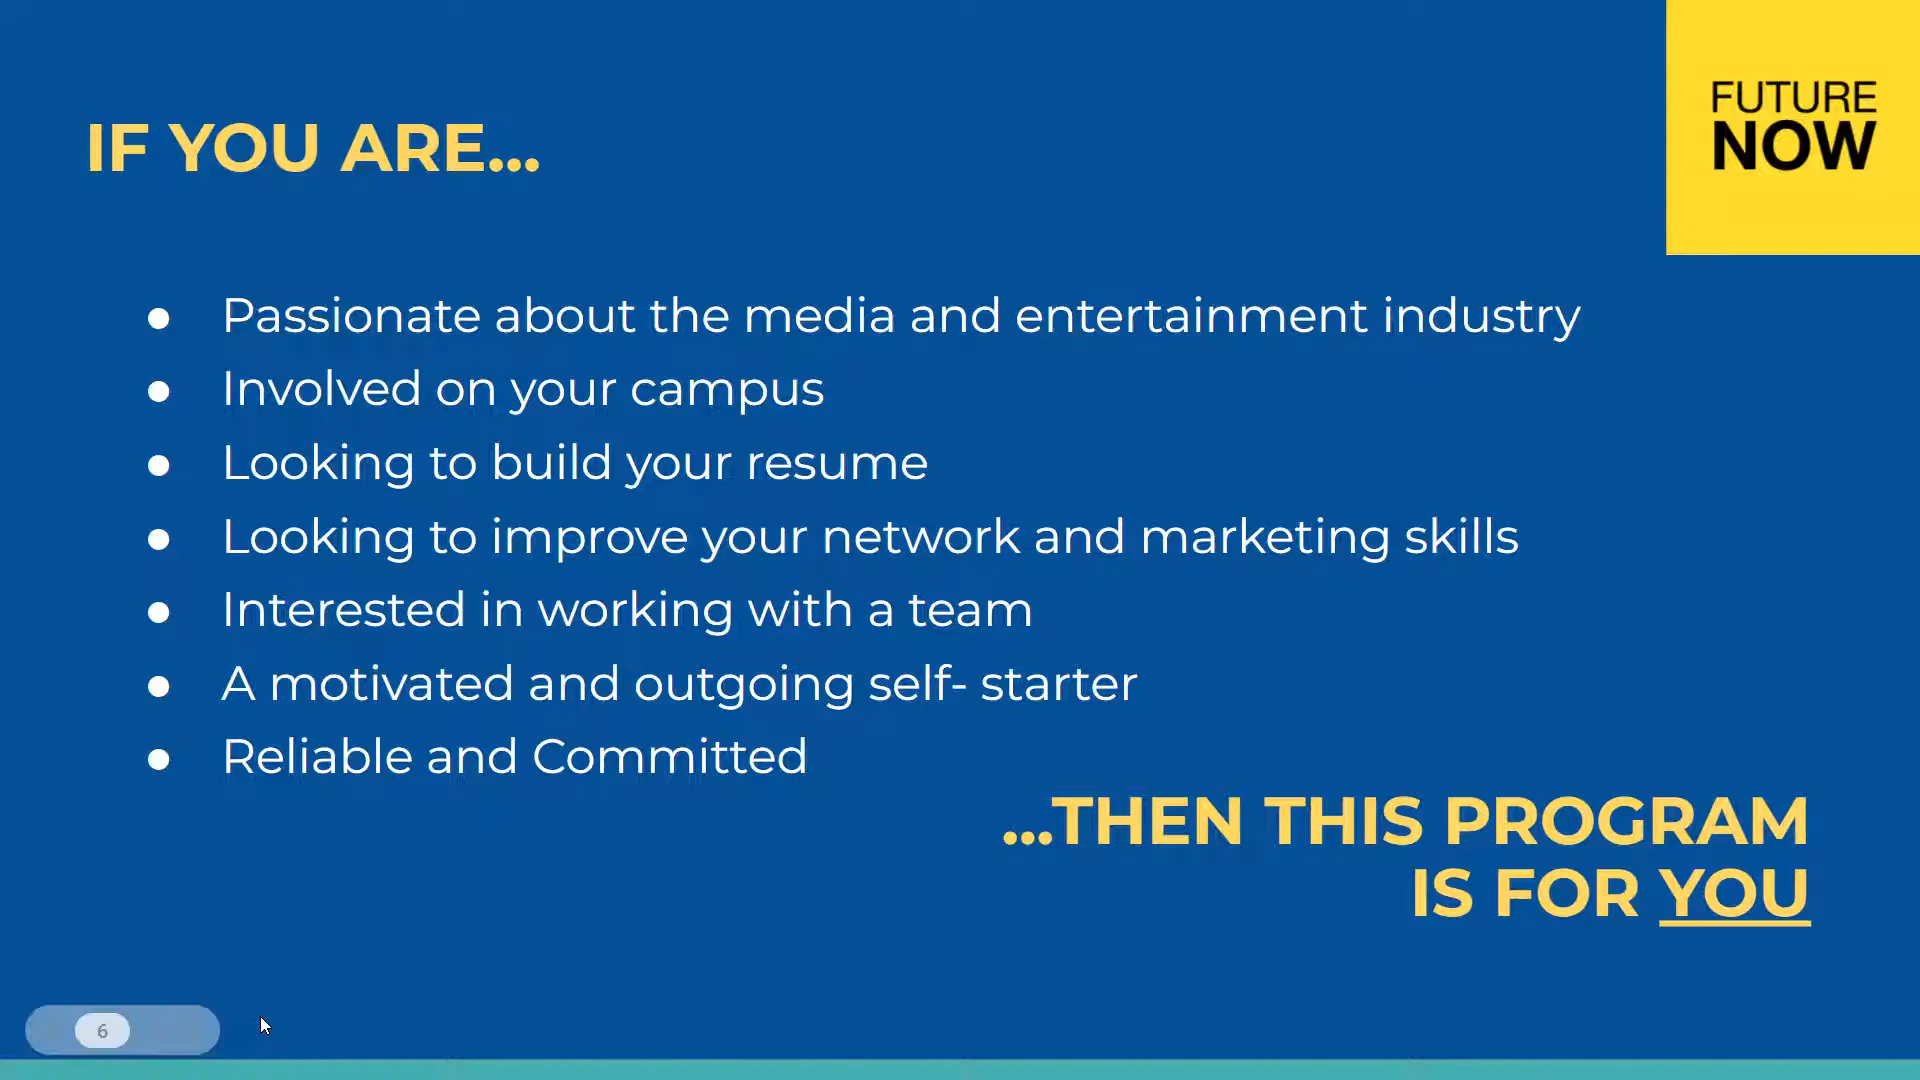 FUTURE
NOW
IF YOU ARE...
● Passionate about the media and entertainment industry
● Involved on your campus
● Looking to build your resume
● Looking to improve your network and marketing skills
● Interested in working with a team
● A motivated and outgoing self- starter
● Reliable and Committed
...THEN THIS PROGRAM
IS FOR YOU
6